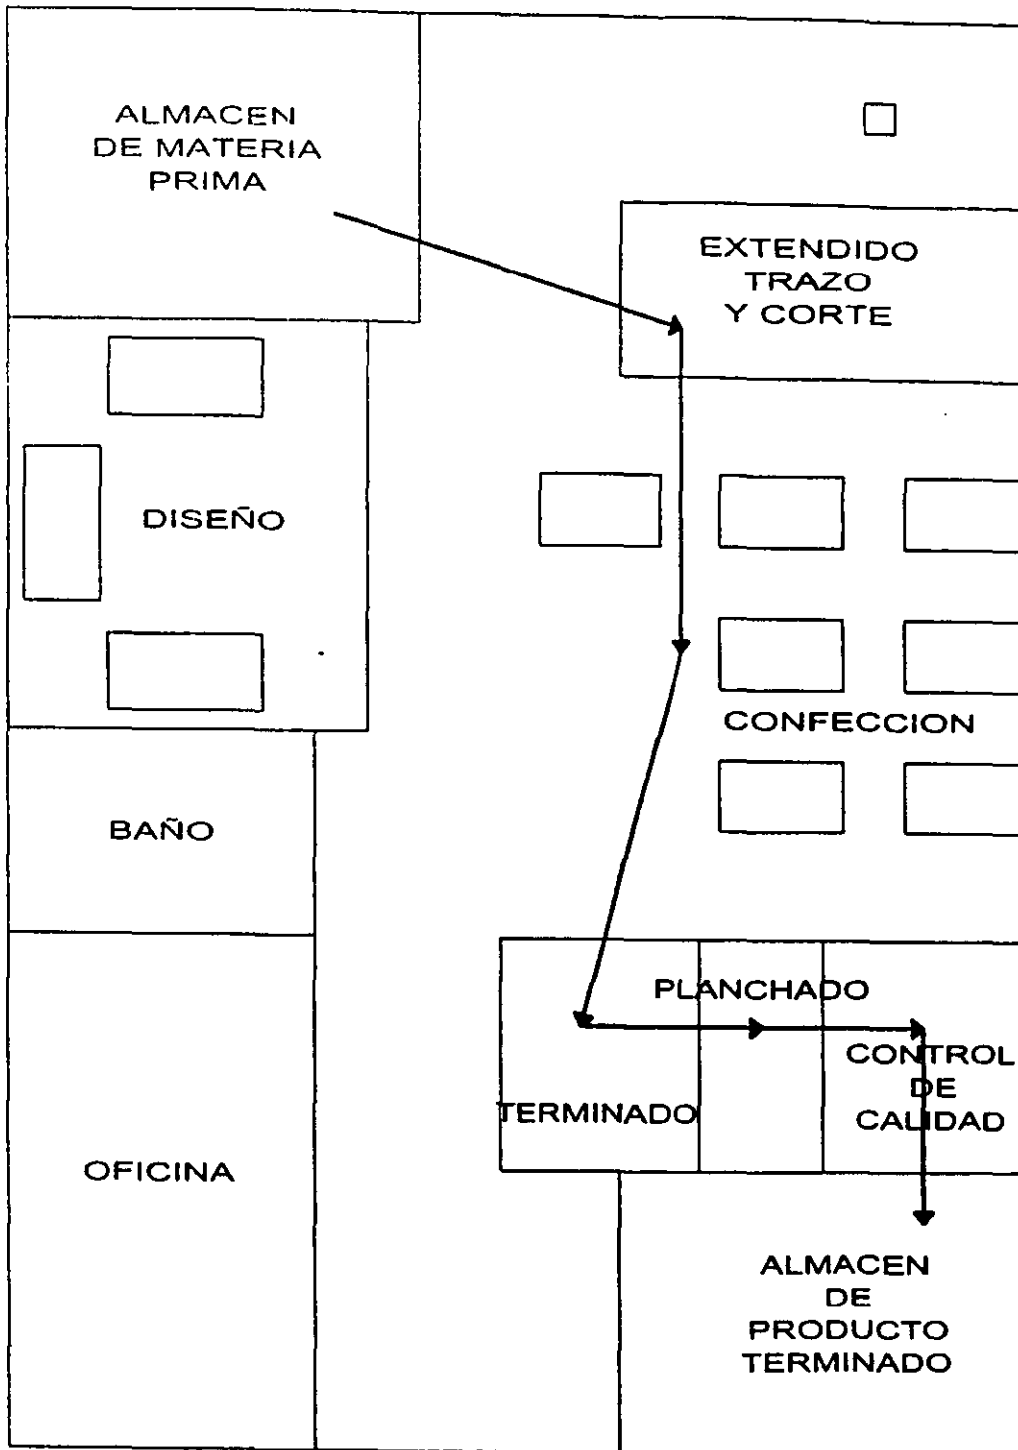 ALMACEN
DE MATERIA
PRIMA
EXTENDIDO
TRAZO
Y CORTE
DISEÑO
CONFECCION
BAÑO
PLANCHADO
CONTROL
DE
CALIDAD
TERMINADO
OFICINA
ALMACEN
DE
PRODUCTO
TERMINADO